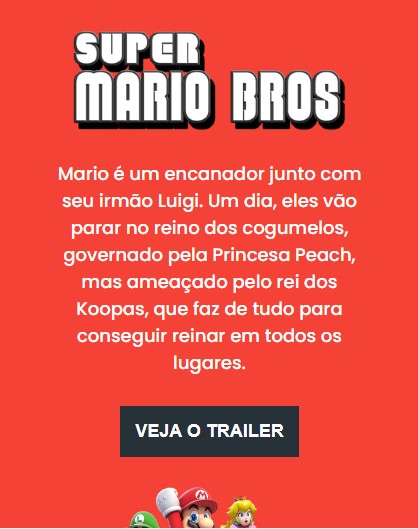 SUPER
MARIO BROS
Mario é um encanador junto com
seu irmão Luigi. Um dia, eles vão
parar no reino dos cogumelos,
governado pela Princesa Peach,
mas ameaçado pelo rei dos
Koopas, que faz de tudo para
conseguir reinar em todos os
lugares.
VEJA O TRAILER